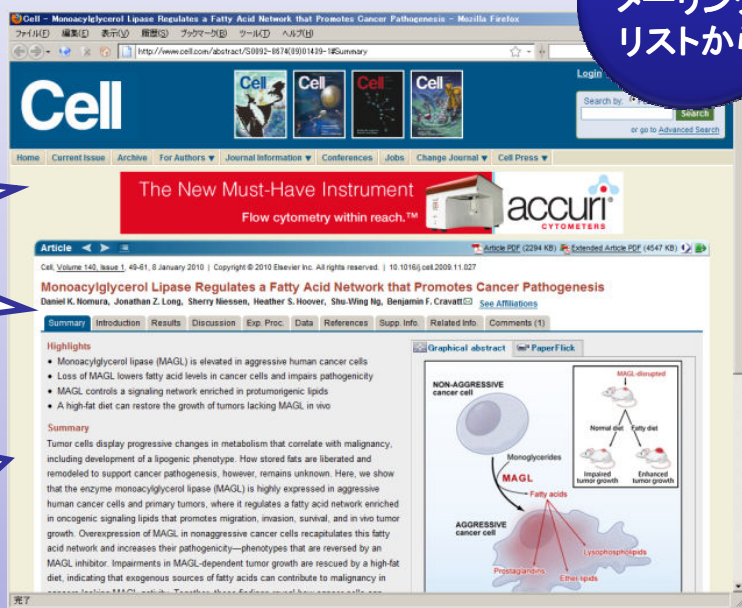 メーリング
リストから
Cell - Monoacylglycerol Lipase Regulates a Fatty Acid Network that Promotes Cancer Pathogenesis - Mozilla Firefox
ファイル(F) 編集(E) 表示(V) 履歴(S) ブックマーク(B) ツール(T) ヘルプ(H)
http://www.cell.com/abstract/S0092-8674(09)01439-1#Summary
Cell
Cell Cell Cell Cell
Login
Search by:
Search
or go to Advanced Search
Home Current Issue Archive For Authors Journal Information Conferences Jobs Change Journal Cell Press
The New Must-Have Instrument
Flow cytometry within reach.™
accuri
CYTOMETERS
Article
Article PDF (2294 KB) Extended Article PDF (4547 KB)
Cell, Volume 140, Issue 1, 49-61, 8 January 2010 | Copyright © 2010 Elsevier Inc. All rights reserved. | 10.1016/j.cell.2009.11.027
Monoacylglycerol Lipase Regulates a Fatty Acid Network that Promotes Cancer Pathogenesis
Daniel K. Nomura, Jonathan Z. Long, Sherry Niessen, Heather S. Hoover, Shu-Wing Ng, Benjamin F. Cravatt See Affiliations
Summary Introduction Results Discussion Exp. Proc. Data References Supp. Info. Related Info. Comments (1)
Highlights
• Monoacylglycerol lipase (MAGL) is elevated in aggressive human cancer cells
• Loss of MAGL lowers fatty acid levels in cancer cells and impairs pathogenicity
• MAGL controls a signaling network enriched in protumorigenic lipids
• A high-fat diet can restore the growth of tumors lacking MAGL in vivo
Summary
Tumor cells display progressive changes in metabolism that correlate with malignancy,
including development of a lipogenic phenotype. How stored fats are liberated and
remodeled to support cancer pathogenesis, however, remains unknown. Here, we show
that the enzyme monoacylglycerol lipase (MAGL) is highly expressed in aggressive
human cancer cells and primary tumors, where it regulates a fatty acid network enriched
in oncogenic signaling lipids that promotes migration, invasion, survival, and in vivo tumor
growth. Overexpression of MAGL in nonaggressive cancer cells recapitulates this fatty
acid network and increases their pathogenicity—phenotypes that are reversed by an
MAGL inhibitor. Impairments in MAGL-dependent tumor growth are rescued by a high-fat
diet, indicating that exogenous sources of fatty acids can contribute to malignancy in
Graphical abstract PaperFlick
NON-AGGRESSIVE
cancer cell
MAGL-disrupted
Normal diet Fatty diet
Impaired
tumor growth
Enhanced
tumor growth
Monoglycerides
MAGL
Fatty acids
AGGRESSIVE
cancer cell
Lysophospholipids
Prostaglandins
Ether lipids
完了